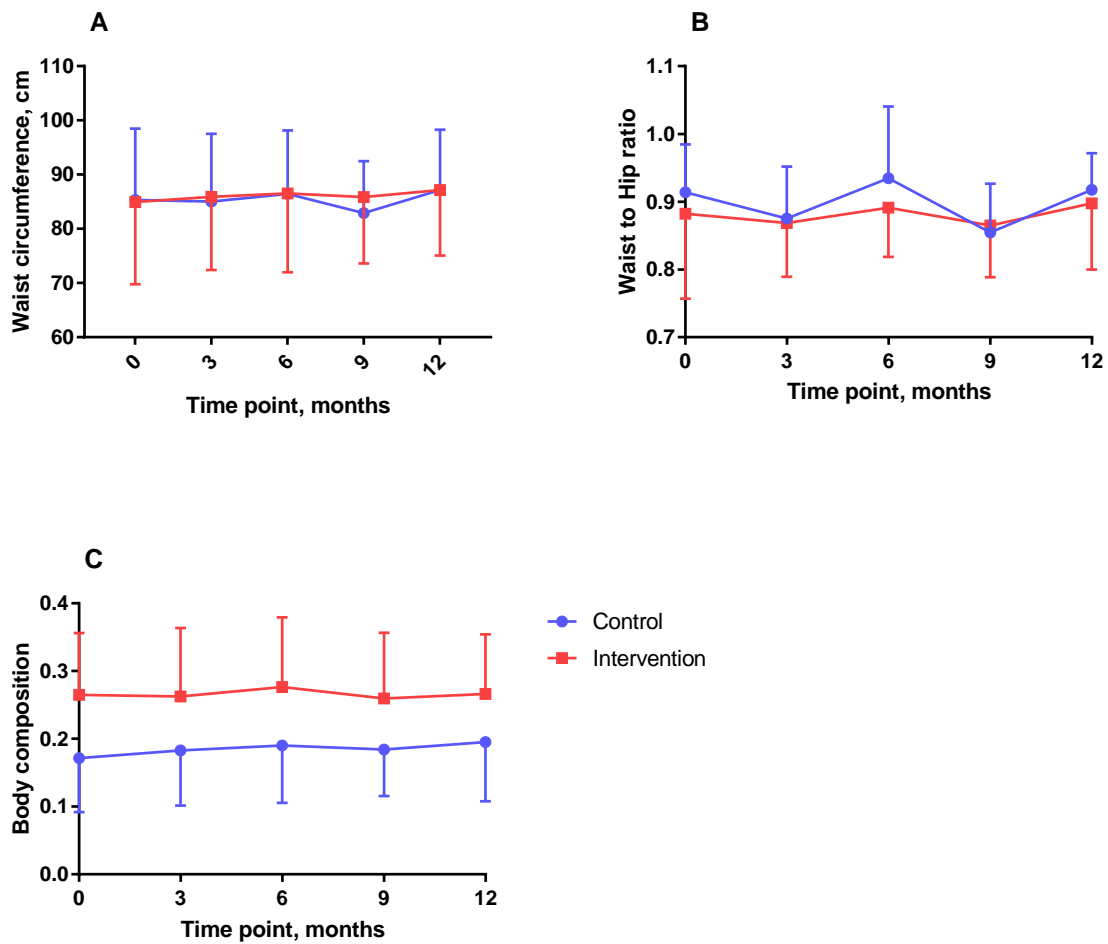 A
110
100
90
80
70
60
Waist circumference, cm
0 3 6 9 12
Time point, months
B
1.1
1.0
0.9
0.8
0.7
Waist to Hip ratio
0 3 6 9 12
Time point, months
C
0.4
0.3
0.2
0.1
0.0
Body composition
0 3 6 9 12
Time point, months
Control
Intervention